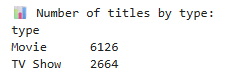 📊 Number of titles by type:
type
Movie      6126
TV Show    2664